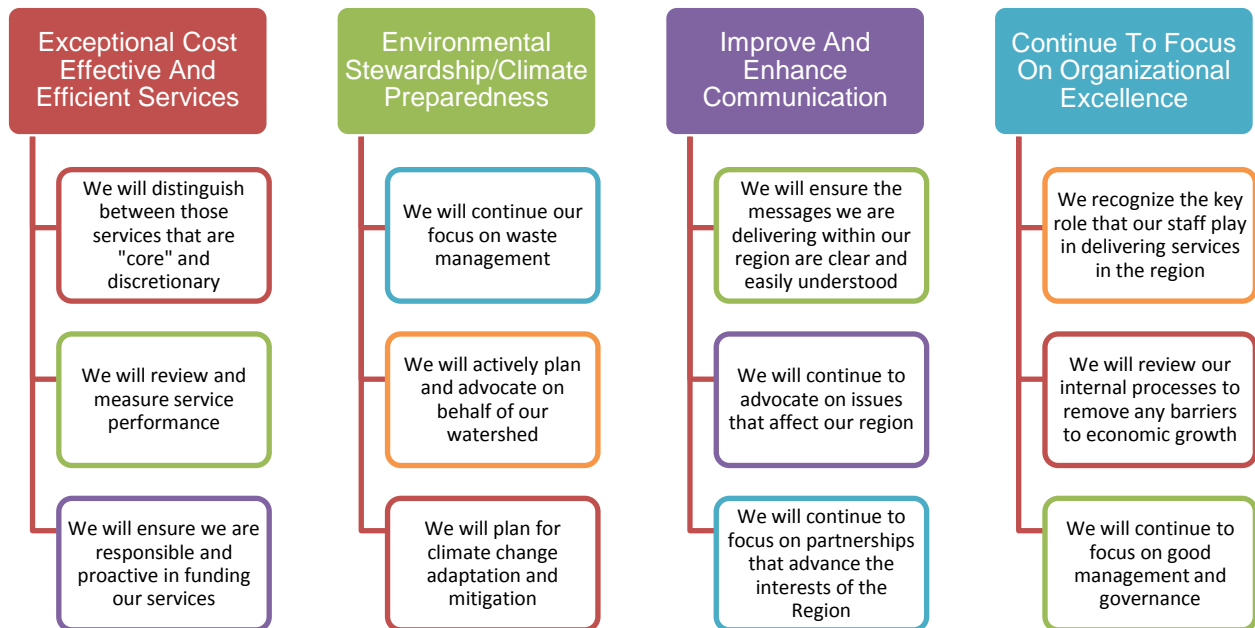 Exceptional Cost
Effective And
Efficient Services
We will distinguish
between those
services that are
"core" and
discretionary
We will review and
measure service
performance
We will ensure we are
responsible and
proactive in funding
our services
Environmental
Stewardship/Climate
Preparedness
We will continue our
focus on waste
management
We will actively plan
and advocate on
behalf of our
watershed
We will plan for
climate change
adaptation and
mitigation
Improve And
Enhance
Communication
We will ensure the
messages we are
delivering within our
region are clear and
easily understood
We will continue to
advocate on issues
that affect our region
We will continue to
focus on partnerships
that advance the
interests of the
Region
Continue To Focus
On Organizational
Excellence
We recognize the key
role that our staff play
in delivering services
in the region
We will review our
internal processes to
remove any barriers
to economic growth
We will continue to
focus on good
management and
governance